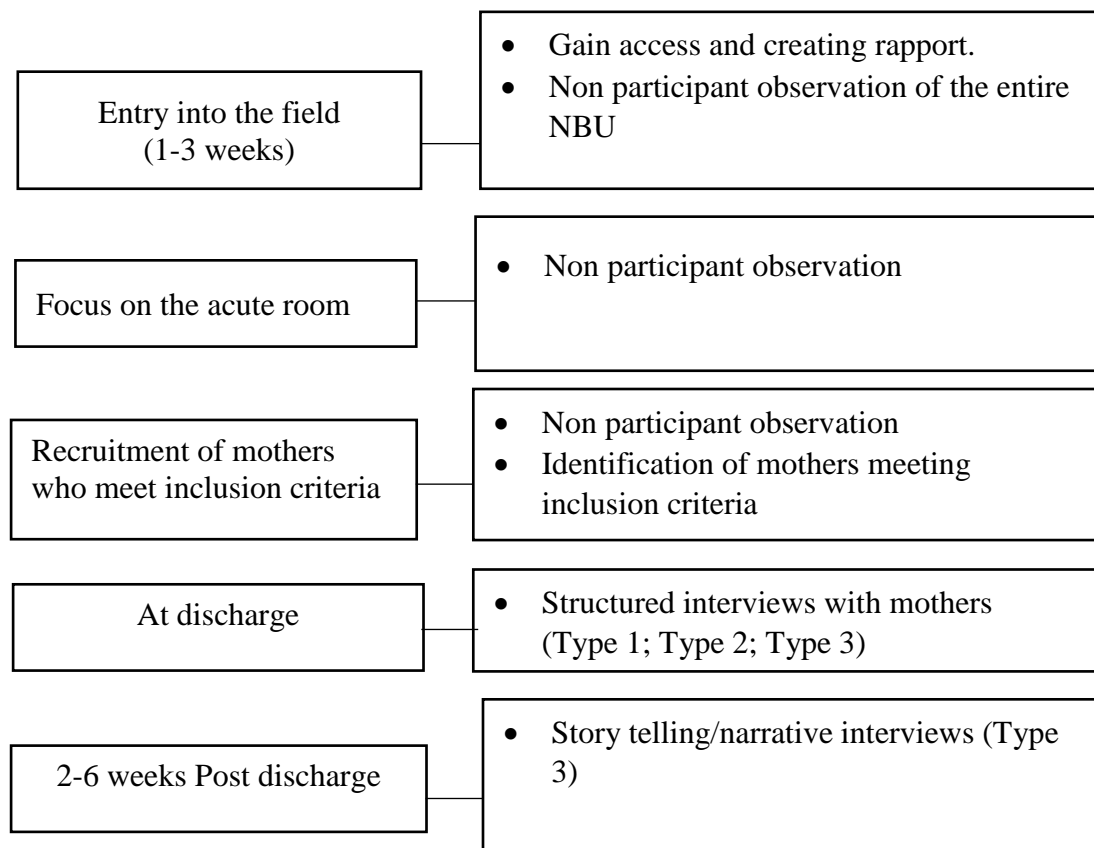 Entry into the field
(1-3 weeks)
• Gain access and creating rapport.
• Non participant observation of the entire
NBU
Focus on the acute room
• Non participant observation
Recruitment of mothers
who meet inclusion criteria
• Non participant observation
• Identification of mothers meeting
inclusion criteria
At discharge
• Structured interviews with mothers
(Type 1; Type 2; Type 3)
2-6 weeks Post discharge
• Story telling/narrative interviews (Type
3)